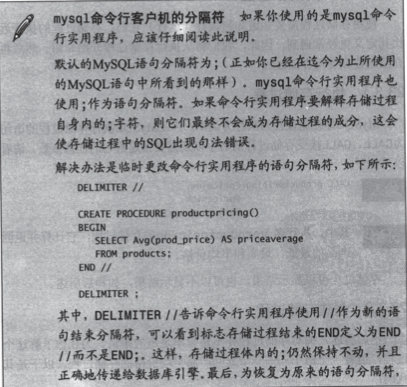 mysql命令行客户机的分隔符 如果你使用的是mysql命令
行实用程序，应该仔细阅读此说明。
默认的MySQL语句分隔符为;（正如你已经在迄今为止所使用
的MySQL语句中所看到的那样）。mysql命令行实用程序也
使用;作为语句分隔符。如果命令行实用程序要解释存储过程
自身内的;字符，则它们最终不会成为存储过程的成分，这会
使存储过程中的SQL出现句法错误。
解决办法是临时更改命令行实用程序的语句分隔符，如下所示：
DELIMITER //
CREATE PROCEDURE productpricing()
BEGIN
SELECT Avg(prod_price) AS priceaverage
FROM products;
END //
DELIMITER ;
其中，DELIMITER //告诉命令行实用程序使用//作为新的语
句结束分隔符，可以看到标志存储过程结束的END定义为END
//而不是END;。这样，存储过程体内的;仍然保持不动，并且
正确地传递给数据库引擎。最后，为恢复为原来的语句分隔符，